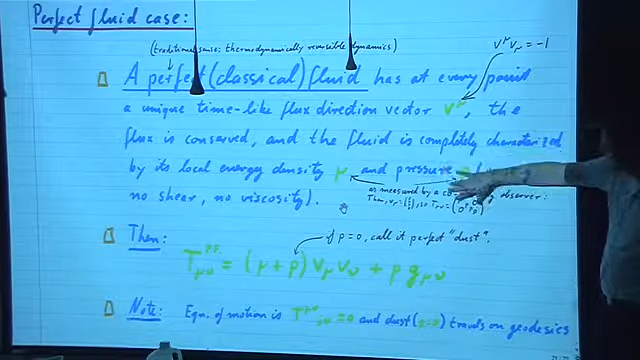 Perfect fluid case:
(traditional sense: thermodynamically reversible dynamics)
v^μ v_μ = -1
A perfect (classical) fluid has at every point
a unique time-like flux direction vector v^μ, the
flux is conserved, and the fluid is completely characterized
by its local energy density μ and pressure
as measured by a co observer:
no shear, no viscosity).
if p=0, call it perfect "dust".
Then:
T_μν^P.F. = (μ + p) v_μ v_ν + p g_μν
Note: Eqn. of motion is T^μν_;ν = 0 and dust (p=0) travels on geodesics